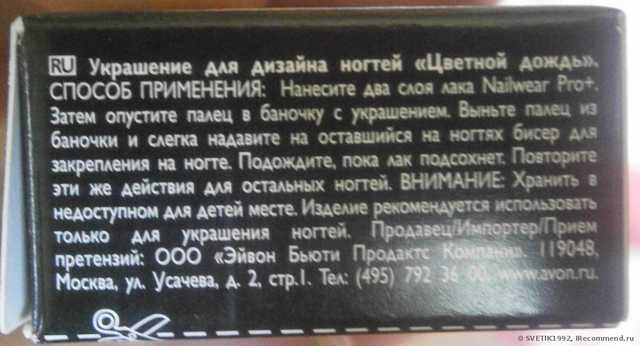 RU Украшение для дизайна ногтей «Цветной дождь».
СПОСОБ ПРИМЕНЕНИЯ: Нанесите два слоя лака Nailwear Pro+.
Затем опустите палец в баночку с украшением. Выньте палец из
баночки и слегка надавите на оставшийся на ногтях бисер для
закрепления на ногте. Подождите, пока лак подсохнет. Повторите
эти же действия для остальных ногтей. ВНИМАНИЕ: Хранить в
недоступном для детей месте. Изделие рекомендуется использовать
только для украшения ногтей. Продавец/Импортер/Прием
претензий: ООО «Эйвон Бьюти Продактс Компани». 119048,
Москва, ул. Усачева, д. 2, стр.1. Тел: (495) 792 36 00. www.avon.ru.
© SVETIK1992, IRecommend.ru